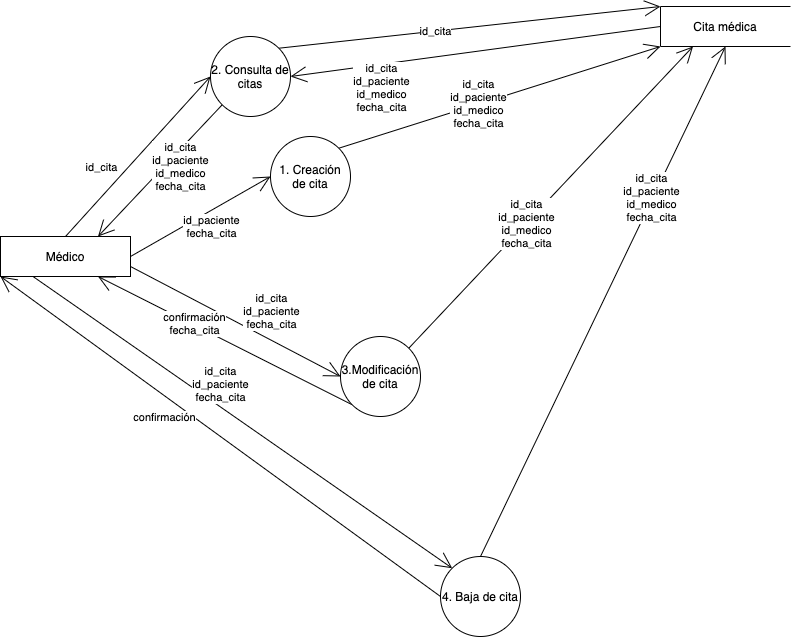 Cita médica
id_cita
2. Consulta de
citas
id_cita
id_paciente
id_medico
fecha_cita
id_cita
id_paciente
id_medico
fecha_cita
id_cita
id_cita
id_paciente
id_medico
fecha_cita
1. Creación
de cita
id_cita
id_paciente
id_medico
fecha_cita
id_paciente
fecha_cita
id_cita
id_paciente
id_medico
fecha_cita
Médico
id_cita
id_paciente
fecha_cita
confirmación
fecha_cita
3.Modificación
de cita
id_cita
id_paciente
fecha_cita
confirmación
4. Baja de cita